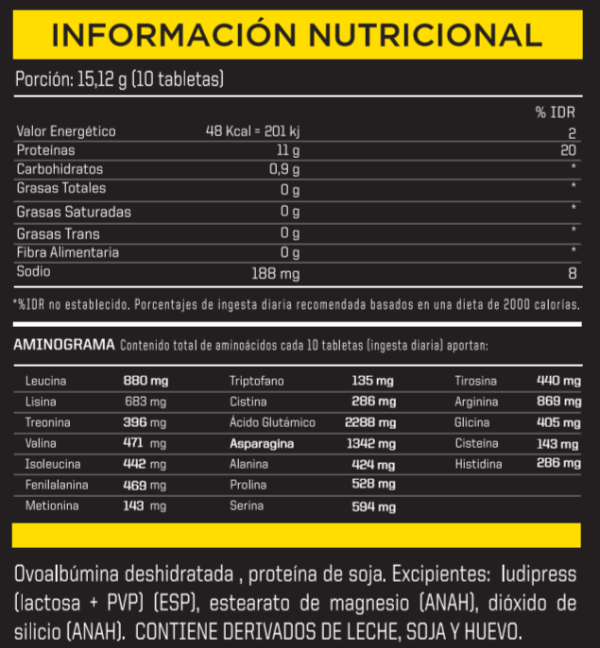 INFORMACIÓN NUTRICIONAL
Porción: 15,12 g (10 tabletas)
% IDR
Valor Energético 48 Kcal = 201 kj 2
Proteínas 11 g 20
Carbohidratos 0,9 g *
Grasas Totales 0 g *
Grasas Saturadas 0 g *
Grasas Trans 0 g *
Fibra Alimentaria 0 g *
Sodio 188 mg 8
*%IDR no establecido. Porcentajes de ingesta diaria recomendada basados en una dieta de 2000 calorías.
AMINOGRAMA Contenido total de aminoácidos cada 10 tabletas (ingesta diaria) aportan:
Leucina 880 mg Triptofano 135 mg Tirosina 440 mg
Lisina 683 mg Cistina 286 mg Arginina 869 mg
Treonina 396 mg Ácido Glutámico 2288 mg Glicina 405 mg
Valina 471 mg Asparagina 1342 mg Cisteína 143 mg
Isoleucina 442 mg Alanina 424 mg Histidina 286 mg
Fenilalanina 469 mg Prolina 528 mg
Metionina 143 mg Serina 594 mg
Ovoalbúmina deshidratada , proteína de soja. Excipientes: ludipress
(lactosa + PVP) (ESP), estearato de magnesio (ANAH), dióxido de
silicio (ANAH). CONTIENE DERIVADOS DE LECHE, SOJA Y HUEVO.